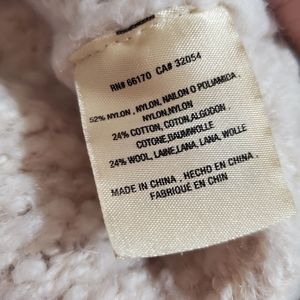 RN# 66170 CA# 32054
52% NYLON , NYLON, NAILON O POLIAMIDA ,
NYLON,NYLON
24% COTTON, COTON,ALGODON ,
COTONE,BAUMWOLLE
24% WOOL, LAINE,LANA, LANA, WOLLE
MADE IN CHINA . HECHO EN CHINA .
FABRIQUÉ EN CHIN